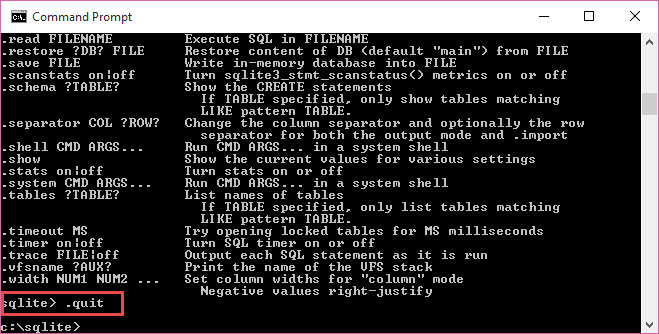 Command Prompt
.read FILENAME Execute SQL in FILENAME
.restore ?DB? FILE Restore content of DB (default "main") from FILE
.save FILE Write in-memory database into FILE
.scanstats on|off Turn sqlite3_stmt_scanstatus() metrics on or off
.schema ?TABLE? Show the CREATE statements
If TABLE specified, only show tables matching
LIKE pattern TABLE.
.separator COL ?ROW? Change the column separator and optionally the row
separator for both the output mode and .import
.shell CMD ARGS... Run CMD ARGS... in a system shell
.show Show the current values for various settings
.stats on|off Turn stats on or off
.system CMD ARGS... Run CMD ARGS... in a system shell
.tables ?TABLE? List names of tables
If TABLE specified, only list tables matching
LIKE pattern TABLE.
.timeout MS Try opening locked tables for MS milliseconds
.timer on|off Turn SQL timer on or off
.trace FILE|off Output each SQL statement as it is run
.vfsname ?AUX? Print the name of the VFS stack
.width NUM1 NUM2 ... Set column widths for "column" mode
Negative values right-justify
sqlite> .quit
c:\sqlite>